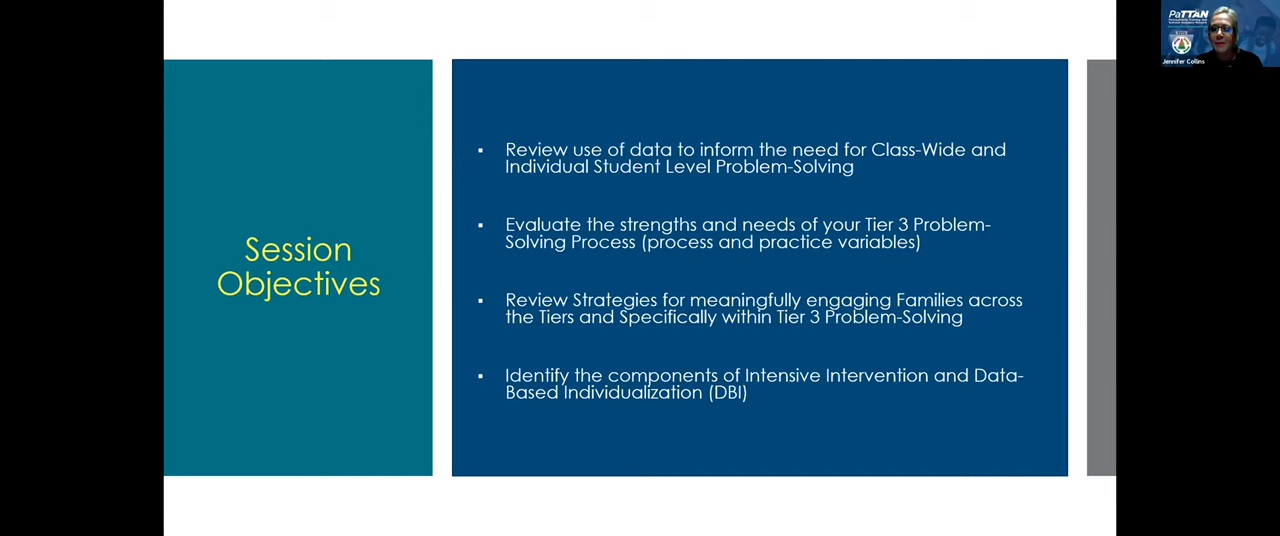 PaTTAN
Jennifer Collins
Session
Objectives
▪ Review use of data to inform the need for Class-Wide and
Individual Student Level Problem-Solving
▪ Evaluate the strengths and needs of your Tier 3 Problem-
Solving Process (process and practice variables)
▪ Review Strategies for meaningfully engaging Families across
the Tiers and Specifically within Tier 3 Problem-Solving
▪ Identify the components of Intensive Intervention and Data-
Based Individualization (DBI)